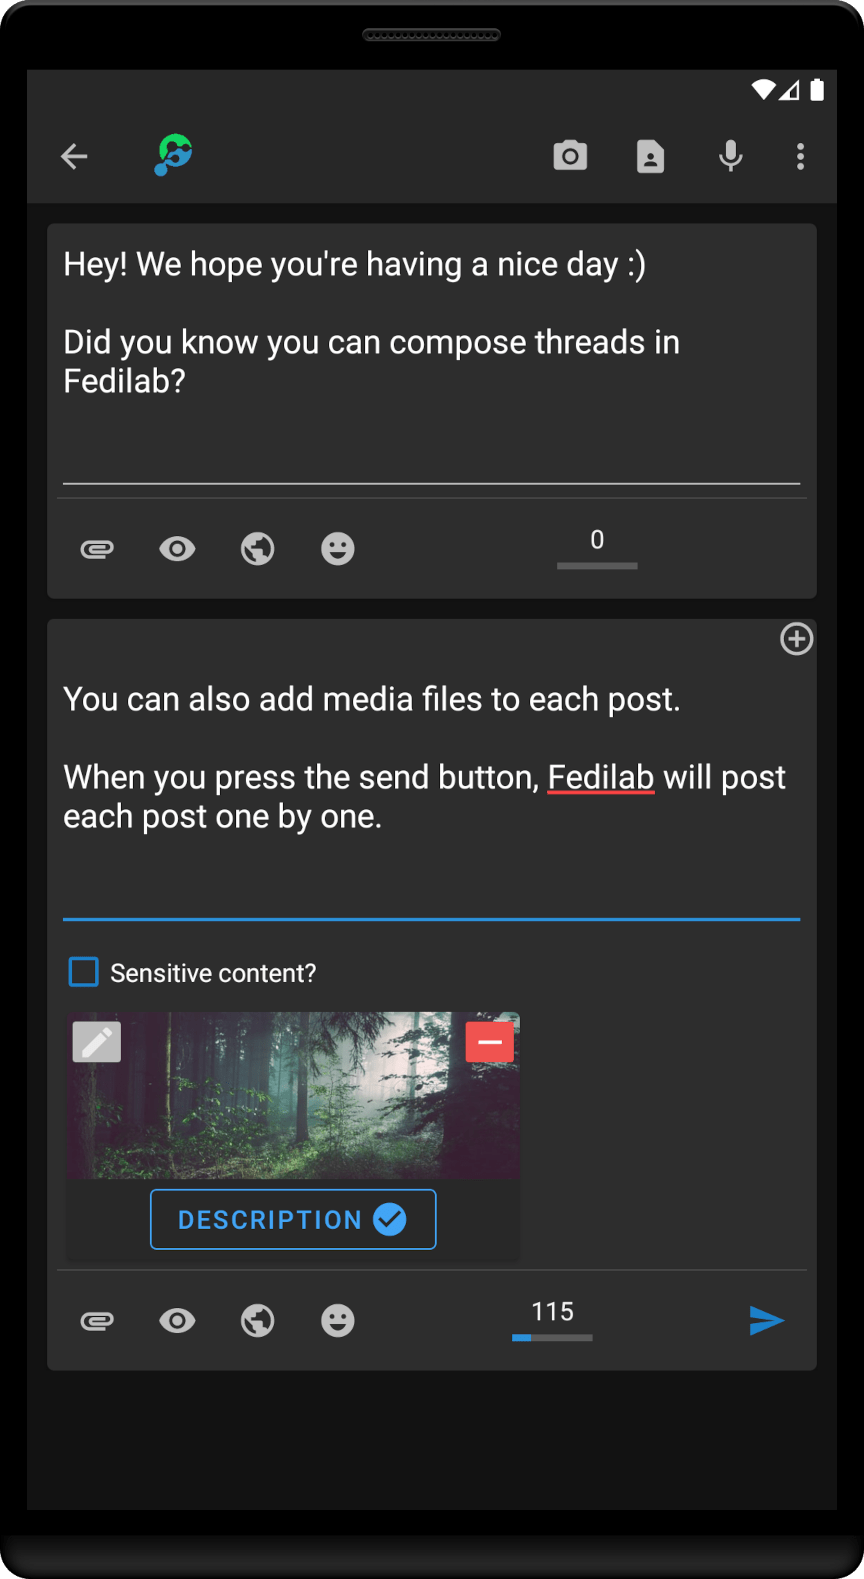 Hey! We hope you're having a nice day :)
Did you know you can compose threads in
Fedilab?
0
You can also add media files to each post.
When you press the send button, Fedilab will post
each post one by one.
Sensitive content?
DESCRIPTION
115